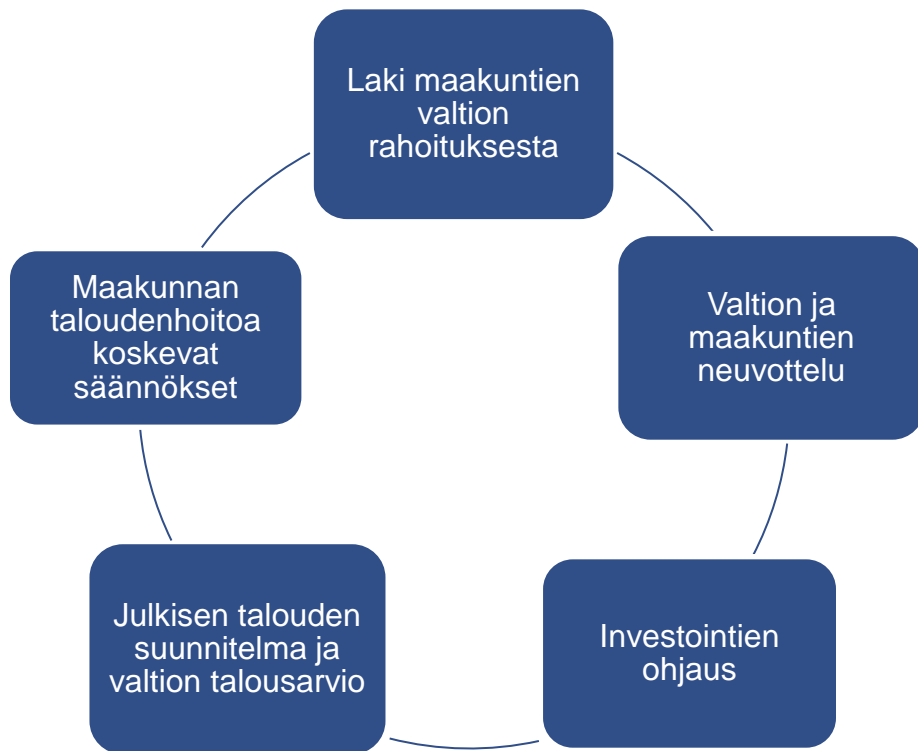 Laki maakuntien
valtion
rahoituksesta
Valtion ja
maakuntien
neuvottelu
Investointien
ohjaus
Julkisen talouden
suunnitelma ja
valtion talousarvio
Maakunnan
taloudenhoitoa
koskevat
säännökset